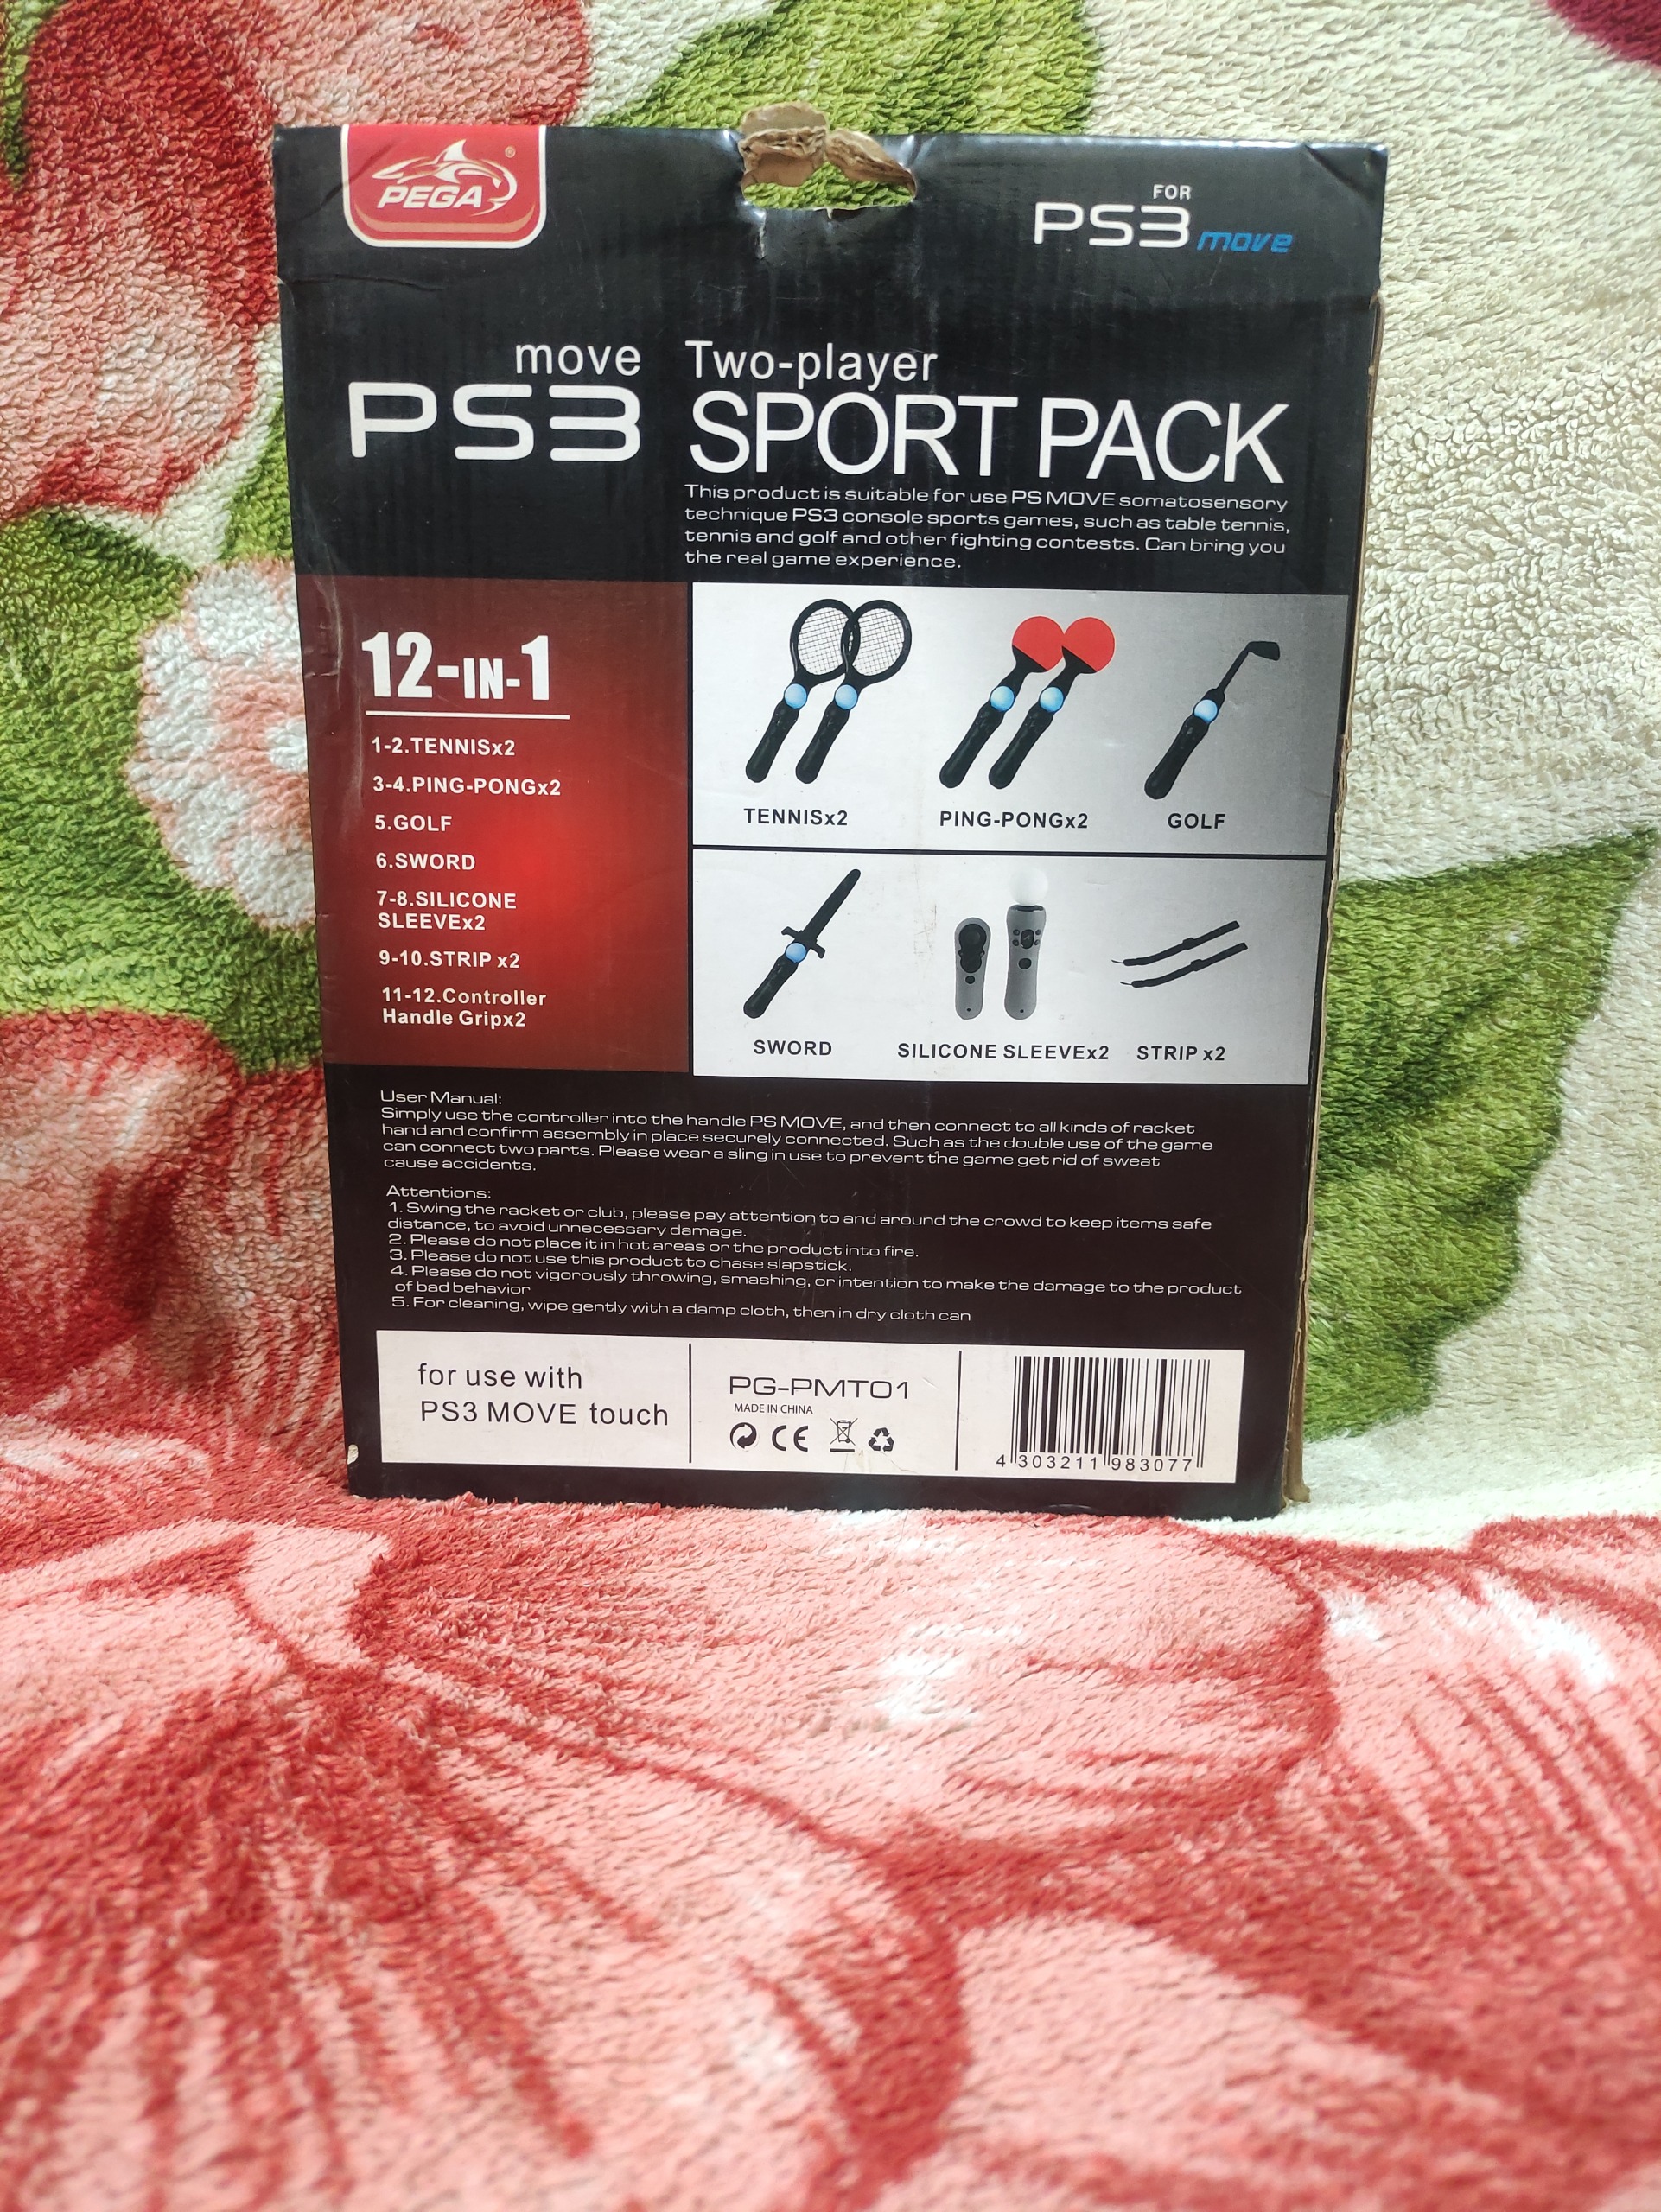 PEGA®
FOR
PS3 move
move
PS3
Two-player
SPORT PACK
This product is suitable for use PS MOVE somatosensory
technique PS3 console sports games, such as table tennis,
tennis and golf and other fighting contests. Can bring you
the real game experience.
12-IN-1
1-2.TENNISx2
3-4.PING-PONGx2
5.GOLF
6.SWORD
7-8.SILICONE
SLEEVEx2
9-10.STRIP x2
11-12.Controller
Handle Gripx2
TENNISx2 PING-PONGx2 GOLF
SWORD SILICONE SLEEVEx2 STRIP x2
User Manual:
Simply use the controller into the handle PS MOVE, and then connect to all kinds of racket
hand and confirm assembly in place securely connected. Such as the double use of the game
can connect two parts. Please wear a sling in use to prevent the game get rid of sweat
cause accidents.
Attentions:
1. Swing the racket or club, please pay attention to and around the crowd to keep items safe
distance, to avoid unnecessary damage.
2. Please do not place it in hot areas or the product into fire.
3. Please do not use this product to chase slapstick.
4. Please do not vigorously throwing, smashing, or intention to make the damage to the product
of bad behavior
5. For cleaning, wipe gently with a damp cloth, then in dry cloth can
for use with
PS3 MOVE touch
PG-PMT01
MADE IN CHINA
CE
4 303211 983077